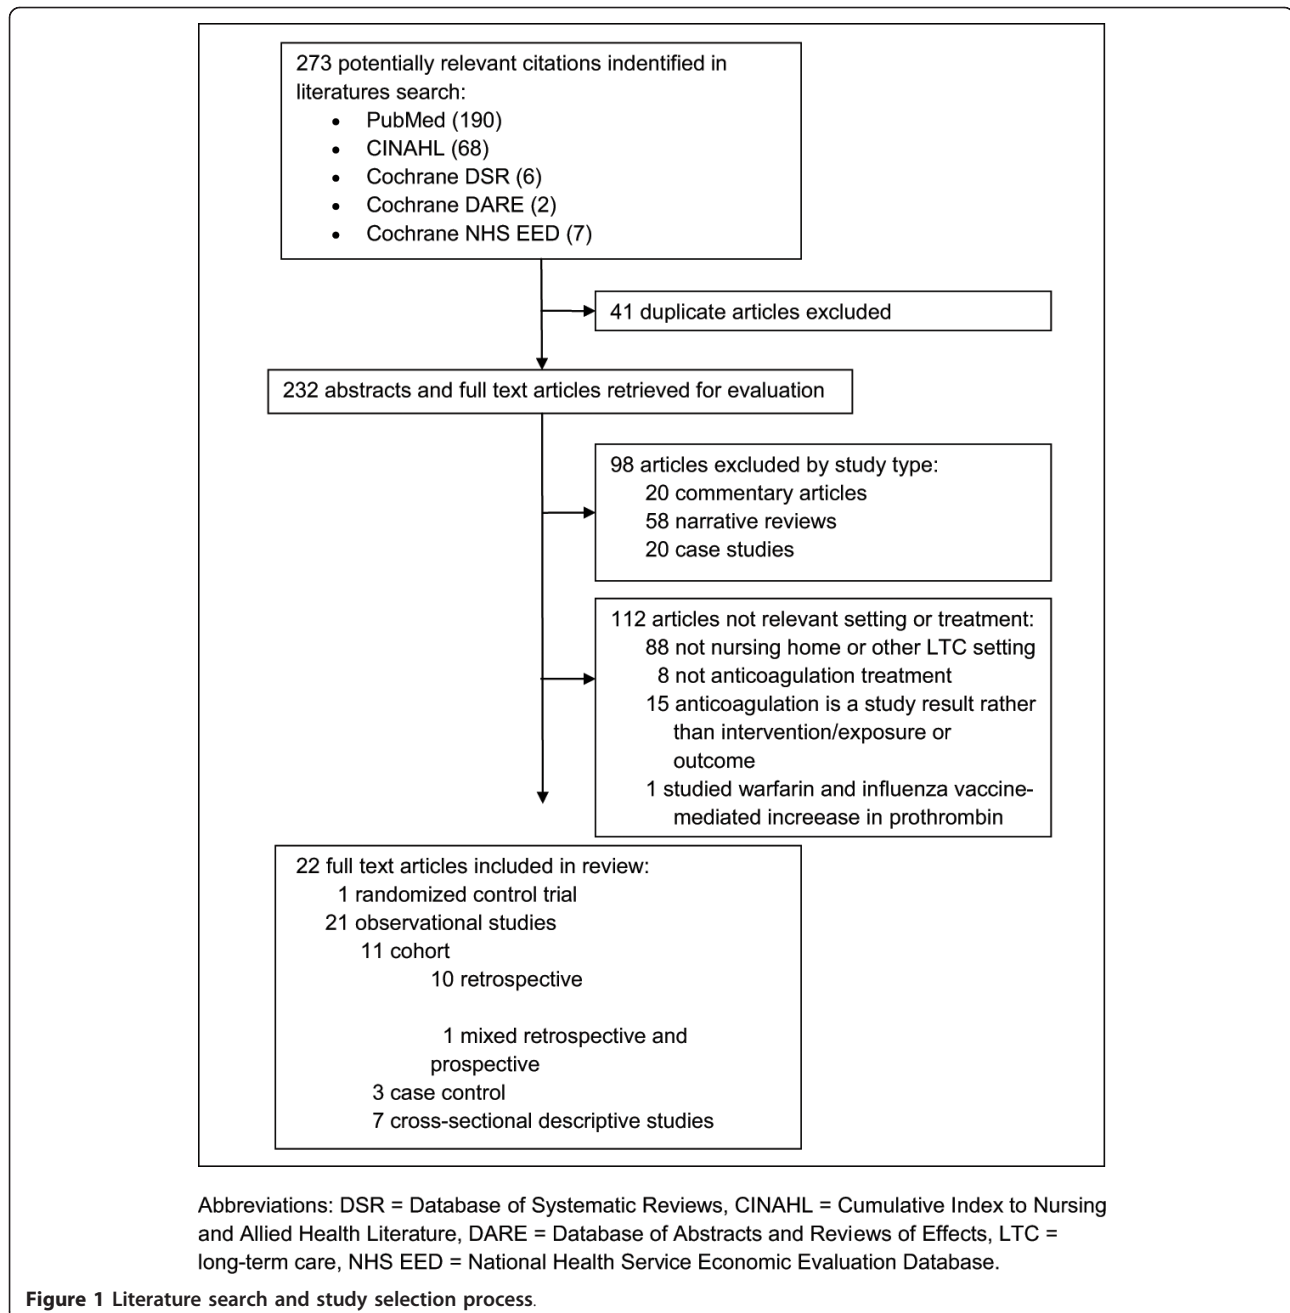 273 potentially relevant citations indentified in
literatures search:
• PubMed (190)
• CINAHL (68)
• Cochrane DSR (6)
• Cochrane DARE (2)
• Cochrane NHS EED (7)
41 duplicate articles excluded
232 abstracts and full text articles retrieved for evaluation
98 articles excluded by study type:
20 commentary articles
58 narrative reviews
20 case studies
112 articles not relevant setting or treatment:
88 not nursing home or other LTC setting
8 not anticoagulation treatment
15 anticoagulation is a study result rather
than intervention/exposure or
outcome
1 studied warfarin and influenza vaccine-
mediated increease in prothrombin
22 full text articles included in review:
1 randomized control trial
21 observational studies
11 cohort
10 retrospective
1 mixed retrospective and
prospective
3 case control
7 cross-sectional descriptive studies
Abbreviations: DSR = Database of Systematic Reviews, CINAHL = Cumulative Index to Nursing
and Allied Health Literature, DARE = Database of Abstracts and Reviews of Effects, LTC =
long-term care, NHS EED = National Health Service Economic Evaluation Database.
Figure 1 Literature search and study selection process.